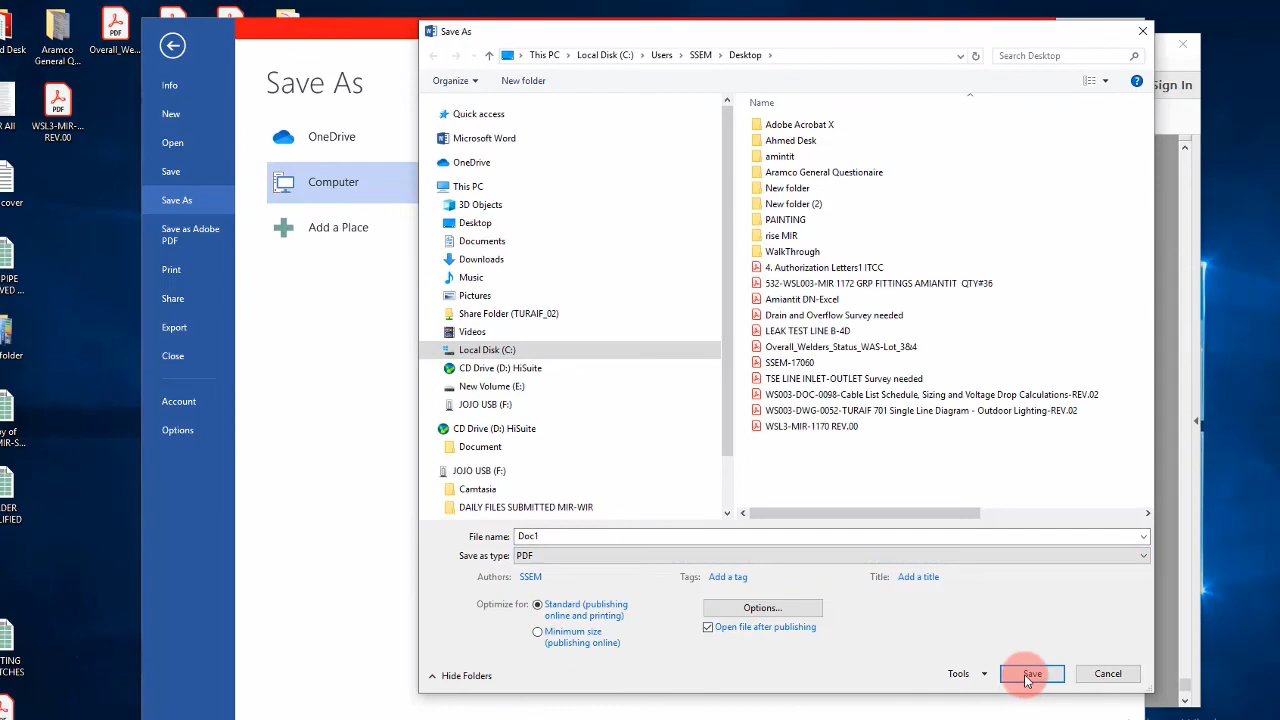 Desk
Aramco General Q...
Overall_We...
R All
WSL3-MIR-... REV.00
cover
PIPE
VED ...
folder
py of
MIR-S...
DER
LIFIED
TING
TCHES
Info
New
Open
Save
Save As
Save as Adobe PDF
Print
Share
Export
Close
Account
Options
Save As
OneDrive
Computer
Add a Place
Sign In
Save As
This PC
Local Disk (C:)
Users
SSEM
Desktop
Search Desktop
Organize
New folder
Quick access
Microsoft Word
OneDrive
This PC
3D Objects
Desktop
Documents
Downloads
Music
Pictures
Share Folder (TURAIF_02)
Videos
Local Disk (C:)
CD Drive (D:) HiSuite
New Volume (E:)
JOJO USB (F:)
CD Drive (D:) HiSuite
Document
JOJO USB (F:)
Camtasia
DAILY FILES SUBMITTED MIR-WIR
Name
Adobe Acrobat X
Ahmed Desk
amintit
Aramco General Questionaire
New folder
New folder (2)
PAINTING
rise MIR
WalkThrough
4. Authorization Letters1 ITCC
532-WSL003-MIR 1172 GRP FITTINGS AMIANTIT QTY#36
Amiantit DN-Excel
Drain and Overflow Survey needed
LEAK TEST LINE B-4D
Overall_Welders_Status_WAS-Lot_3&4
SSEM-17060
TSE LINE INLET-OUTLET Survey needed
WS003-DOC-0098-Cable List Schedule, Sizing and Voltage Drop Calculations-REV.02
WS003-DWG-0052-TURAIF 701 Single Line Diagram - Outdoor Lighting-REV.02
WSL3-MIR-1170 REV.00
File name: Doc1
Save as type: PDF
Authors: SSEM
Tags: Add a tag
Title: Add a title
Optimize for:
Standard (publishing online and printing)
Minimum size (publishing online)
Options...
Open file after publishing
Hide Folders
Tools
Save
Cancel